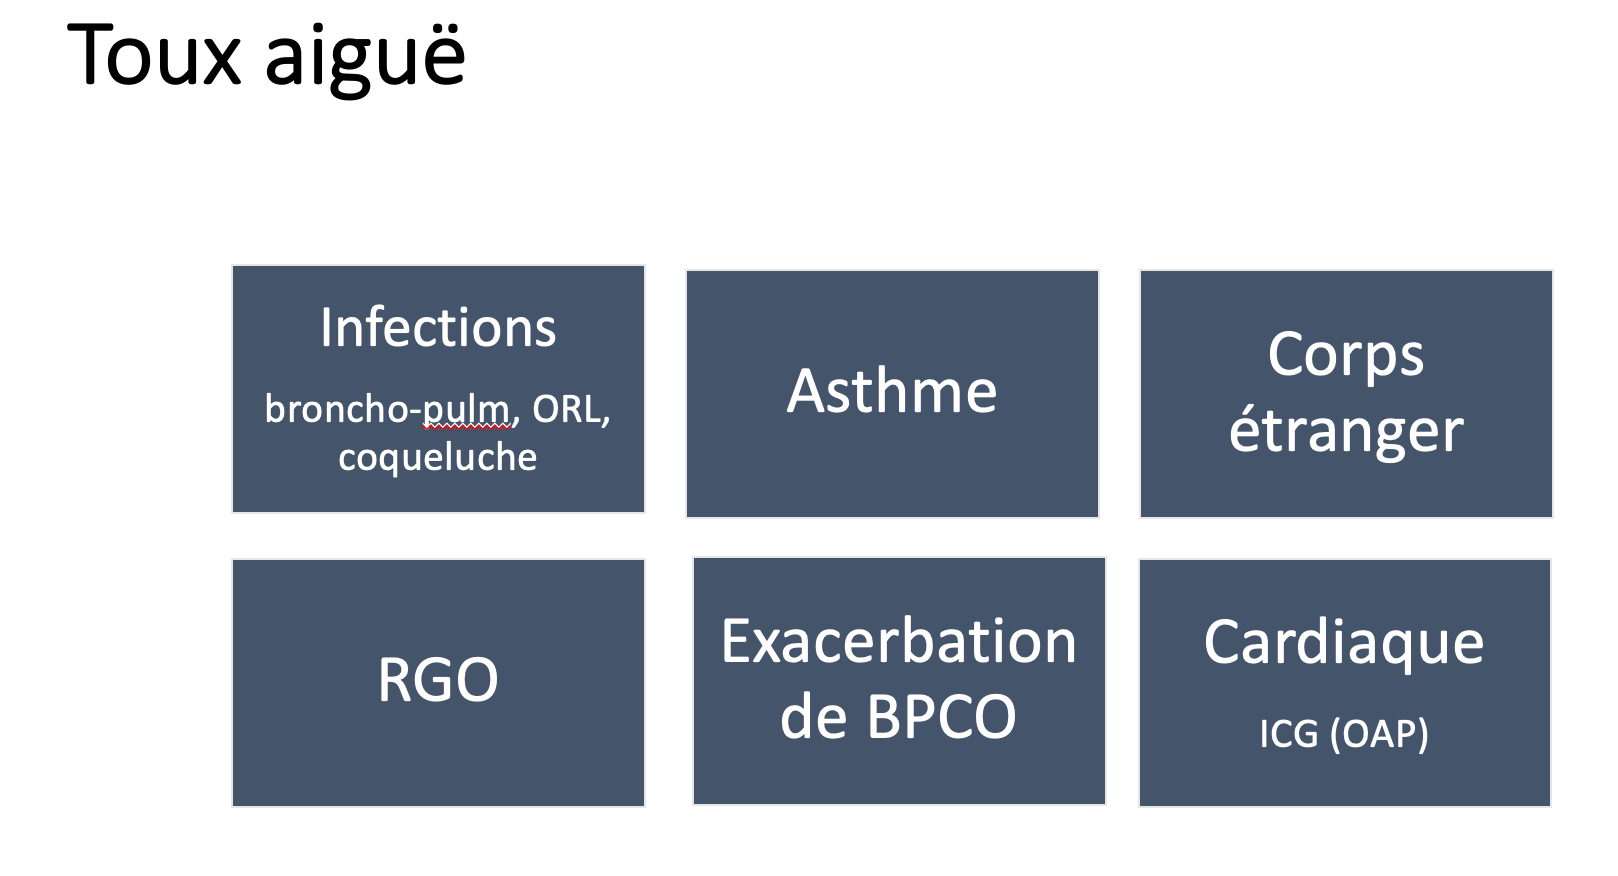 Toux aiguë
Infections
broncho-pulm, ORL,
coqueluche
Asthme
Corps
étranger
RGO
Exacerbation
de BPCO
Cardiaque
ICG (OAP)